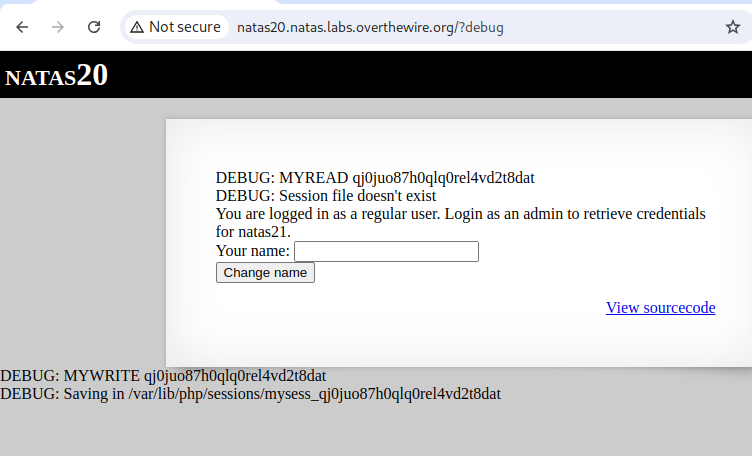 Not secure natas20.natas.labs.overthewire.org/?debug
NATAS20
DEBUG: MYREAD qj0juo87h0qlq0rel4vd2t8dat
DEBUG: Session file doesn't exist
You are logged in as a regular user. Login as an admin to retrieve credentials
for natas21.
Your name:
Change name
View sourcecode
DEBUG: MYWRITE qj0juo87h0qlq0rel4vd2t8dat
DEBUG: Saving in /var/lib/php/sessions/mysess_qj0juo87h0qlq0rel4vd2t8dat